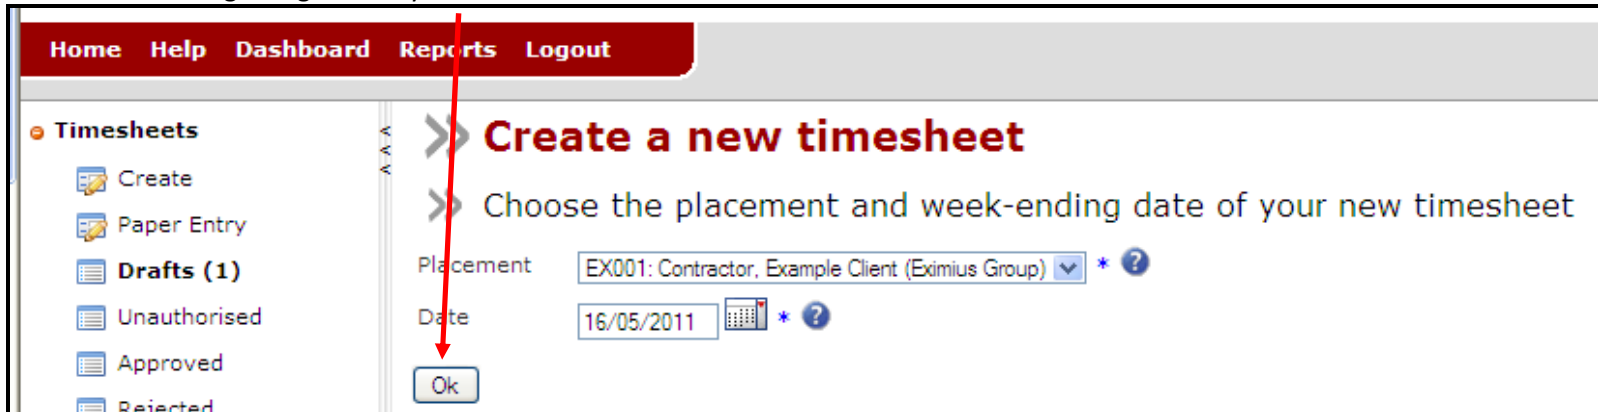 Home Help Dashboard Reports Logout
Timesheets
Create
Paper Entry
Drafts (1)
Unauthorised
Approved
Rejected
<
<
<
Create a new timesheet
Choose the placement and week-ending date of your new timesheet
Placement EX001: Contractor, Example Client (Eximius Group) * ?
Date 16/05/2011 * ?
Ok